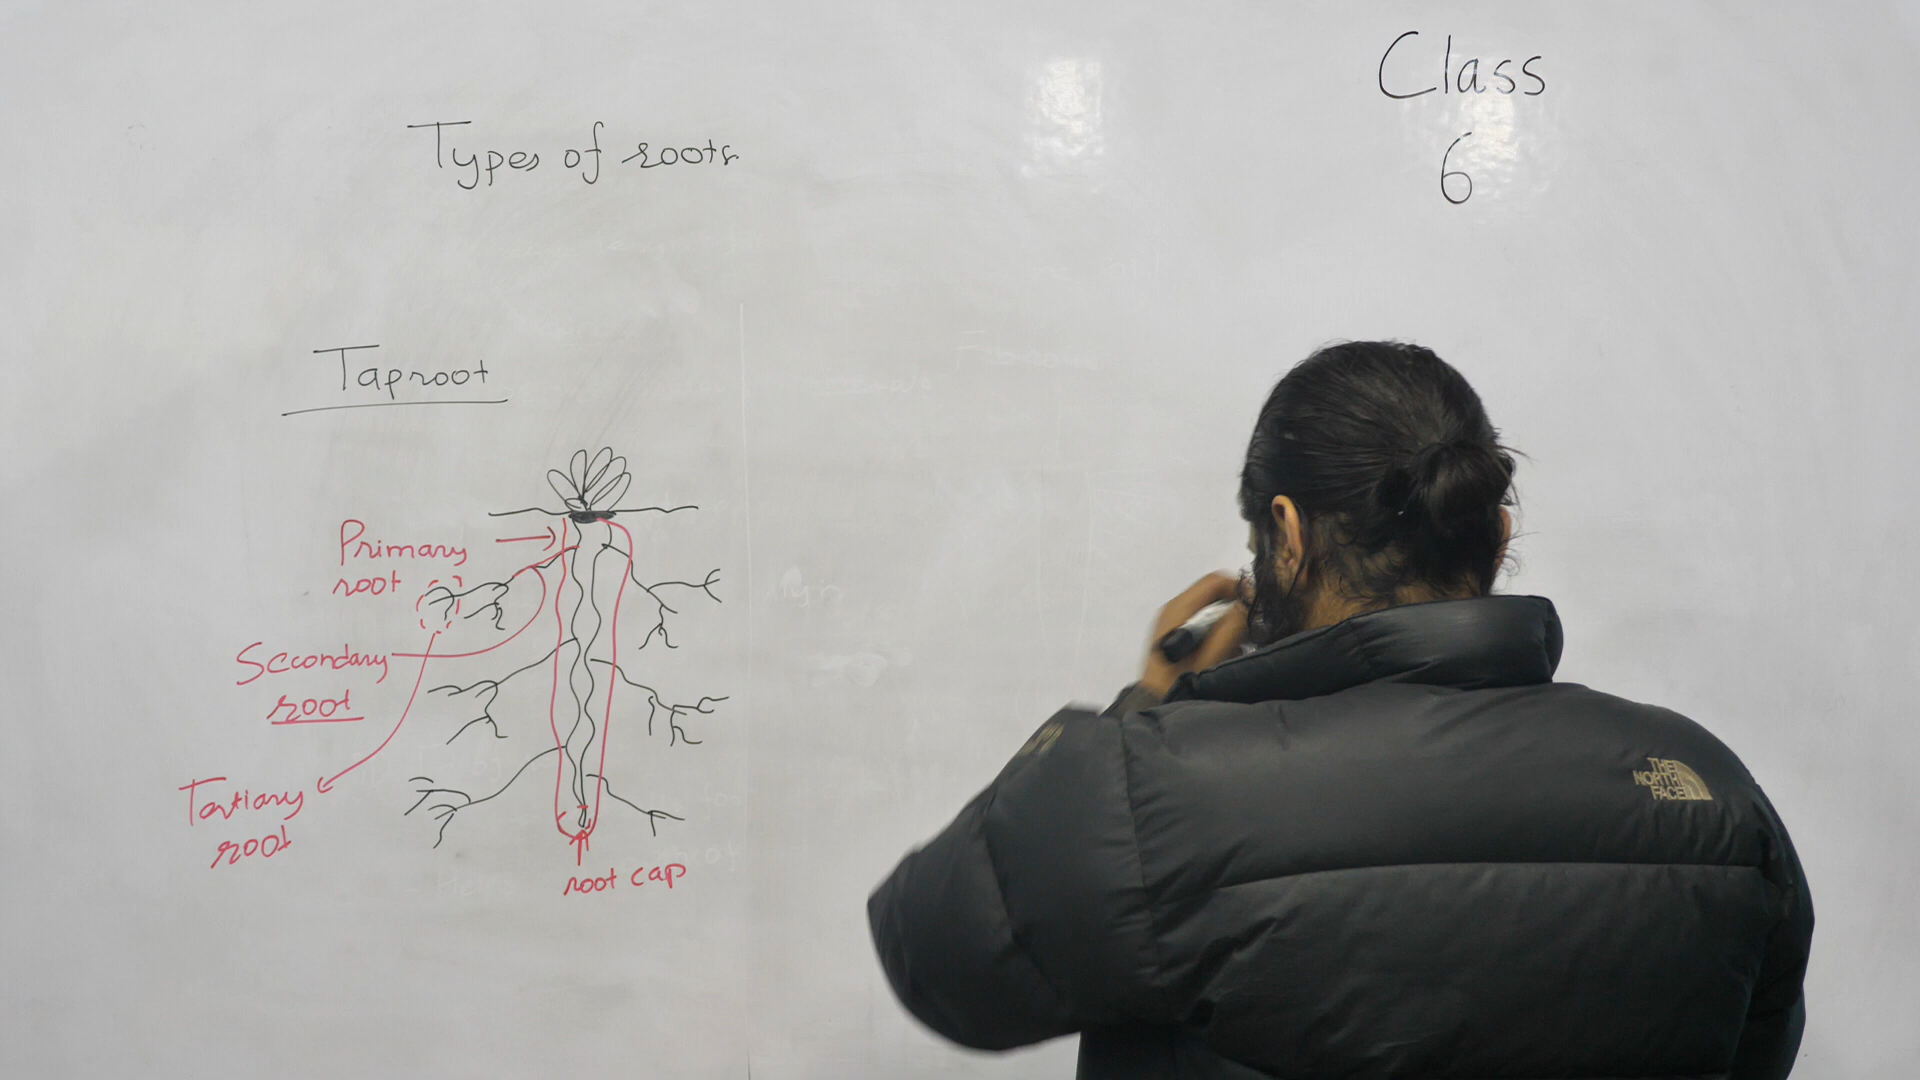 Class
6
Types of roots.
Taproot
Primary
root
Secondary
root
Tertiary
root
root cap
THE
NORTH
FACE